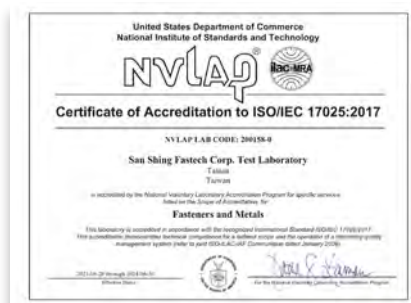 United States Department of Commerce
National Institute of Standards and Technology
NVLAP®
ilac-MRA
Certificate of Accreditation to ISO/IEC 17025:2017
NVLAP LAB CODE: 200158-0
San Shing Fastech Corp. Test Laboratory
Tainan
Taiwan
is accredited by the National Voluntary Laboratory Accreditation Program for specific services,
listed on the Scope of Accreditation, for:
Fasteners and Metals
This laboratory is accredited in accordance with the recognized International Standard ISO/IEC 17025:2017.
This accreditation demonstrates technical competence for a defined scope and the operation of a laboratory quality
management system (refer to joint ISO-ILAC-IAF Communique dated January 2009).
Effective Dates
For the National Voluntary Laboratory Accreditation Program